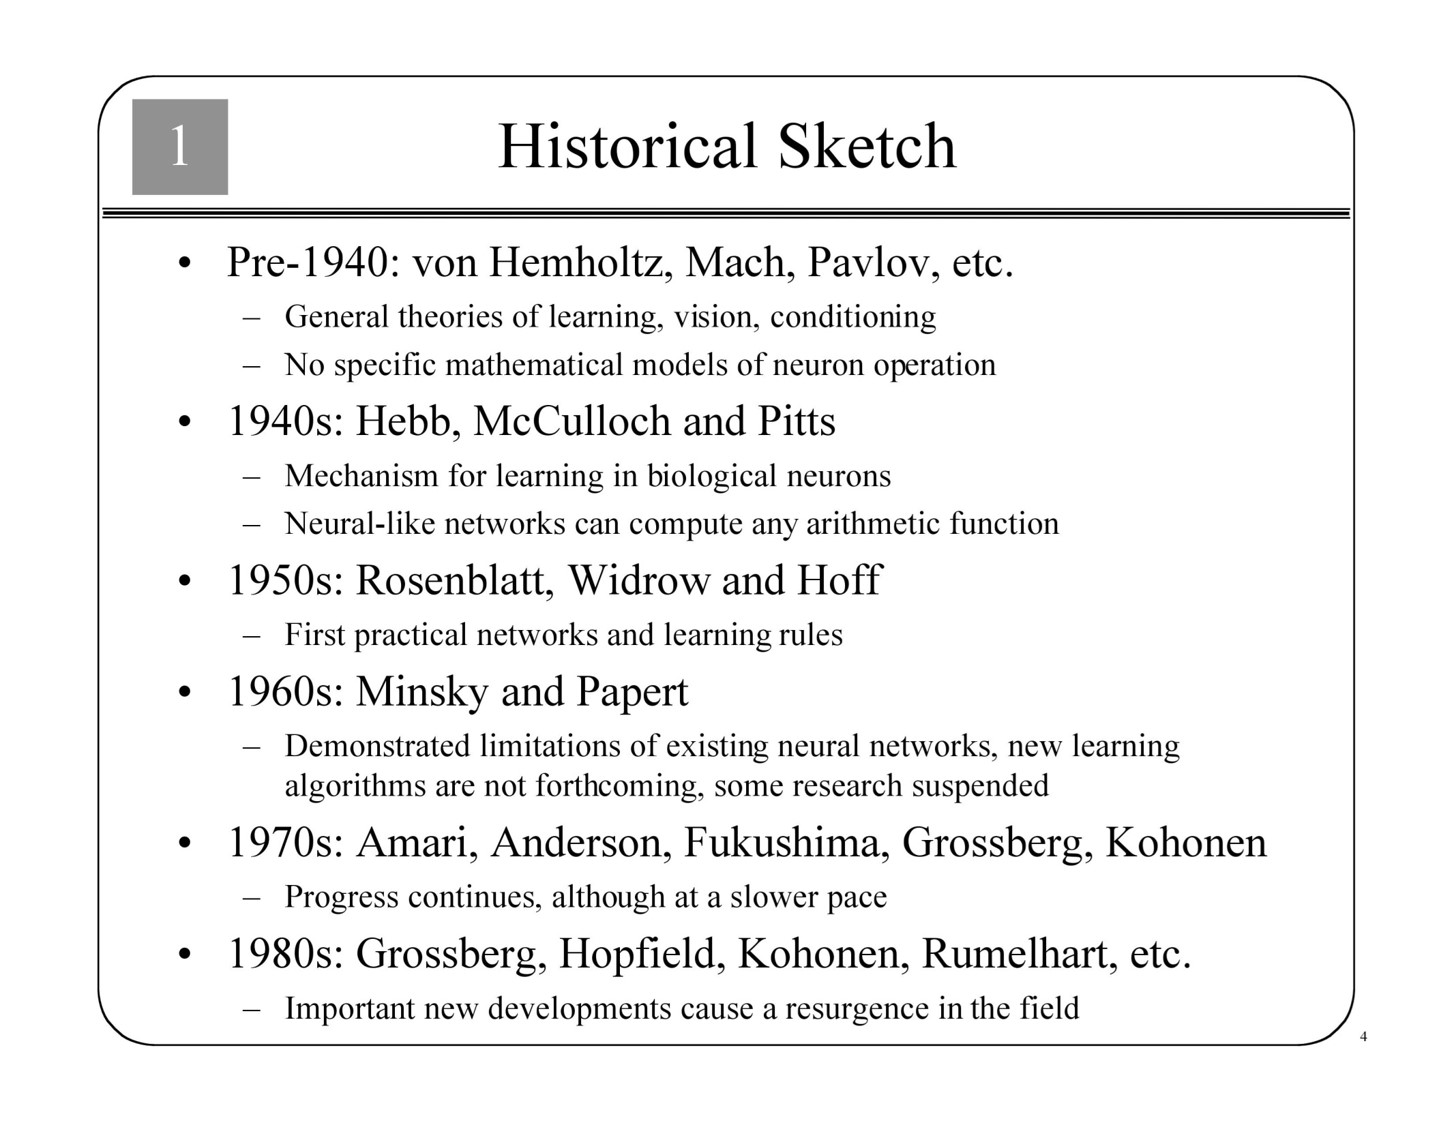 1
Historical Sketch
• Pre-1940: von Hemholtz, Mach, Pavlov, etc.
– General theories of learning, vision, conditioning
– No specific mathematical models of neuron operation
• 1940s: Hebb, McCulloch and Pitts
– Mechanism for learning in biological neurons
– Neural-like networks can compute any arithmetic function
• 1950s: Rosenblatt, Widrow and Hoff
– First practical networks and learning rules
• 1960s: Minsky and Papert
– Demonstrated limitations of existing neural networks, new learning
algorithms are not forthcoming, some research suspended
• 1970s: Amari, Anderson, Fukushima, Grossberg, Kohonen
– Progress continues, although at a slower pace
• 1980s: Grossberg, Hopfield, Kohonen, Rumelhart, etc.
– Important new developments cause a resurgence in the field
4